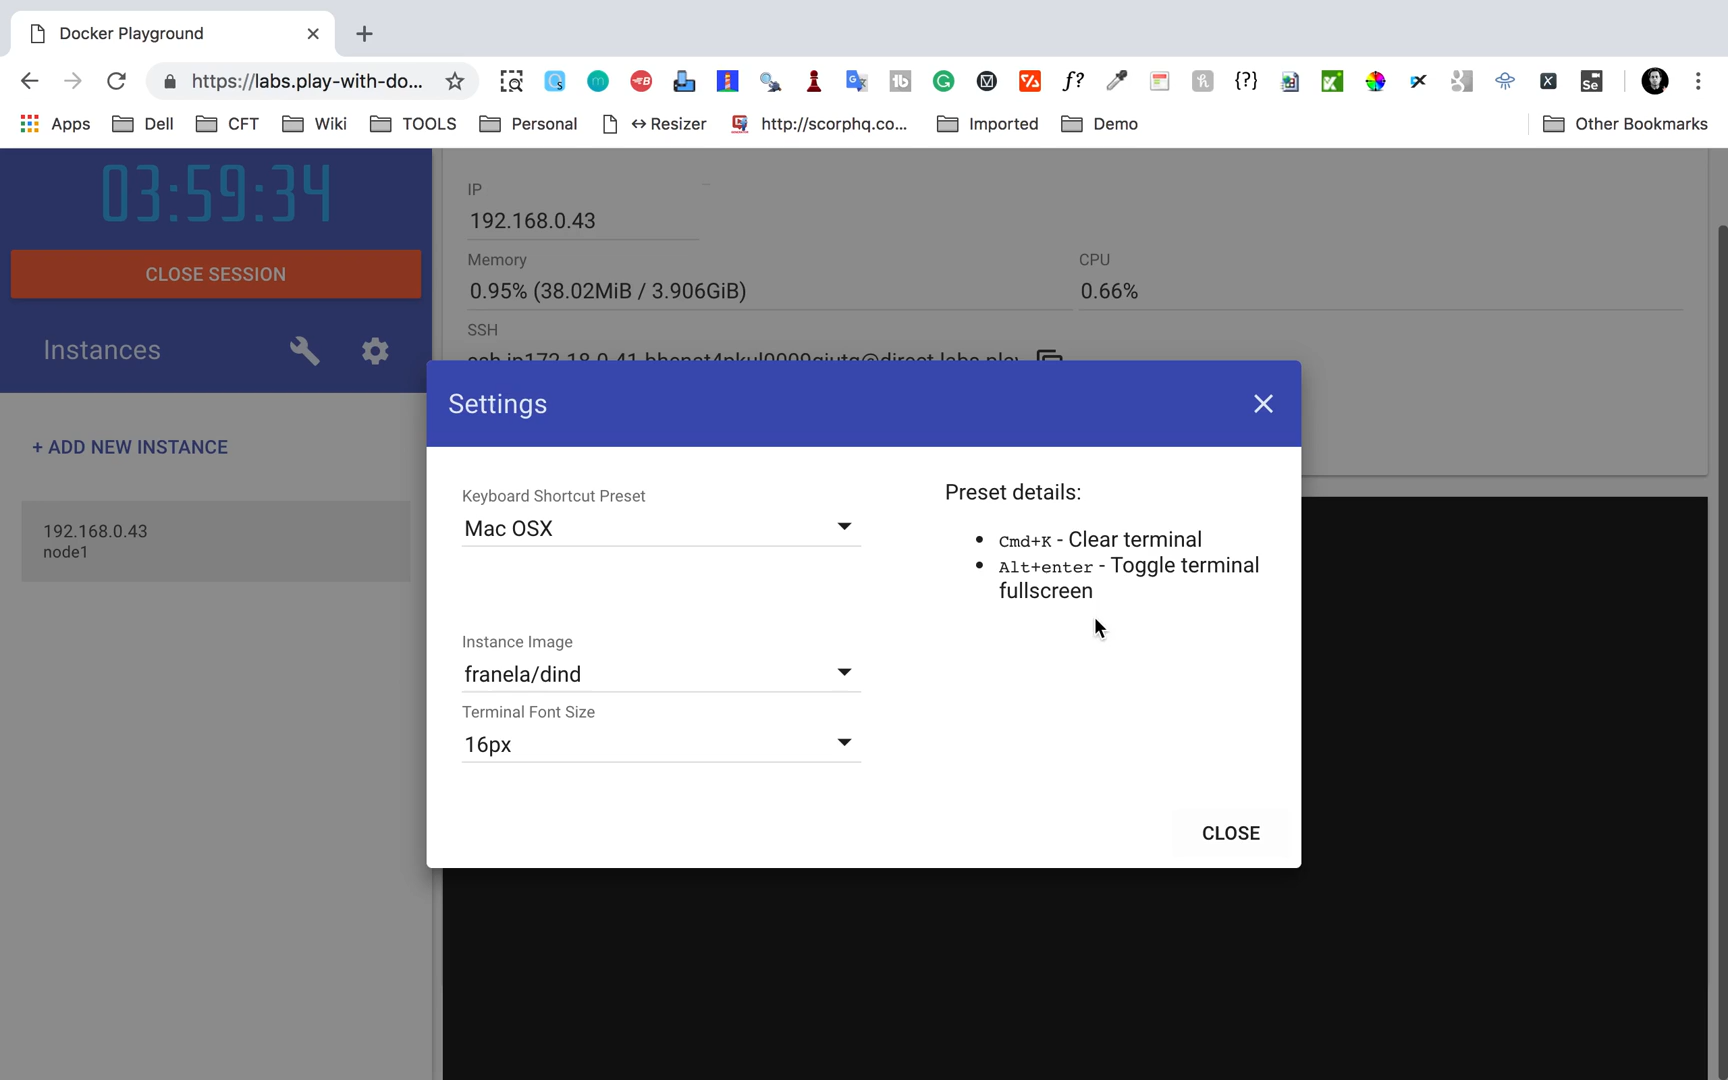 Docker Playground
https://labs.play-with-do...
Apps
Dell
CFT
Wiki
TOOLS
Personal
↔ Resizer
http://scorphq.co...
Imported
Demo
Other Bookmarks
03:59:34
CLOSE SESSION
Instances
+ ADD NEW INSTANCE
192.168.0.43
node1
IP
192.168.0.43
Memory
0.95% (38.02MiB / 3.906GiB)
CPU
0.66%
SSH
Settings
Keyboard Shortcut Preset
Mac OSX
Instance Image
franela/dind
Terminal Font Size
16px
Preset details:
• Cmd+K - Clear terminal
• Alt+enter - Toggle terminal
fullscreen
CLOSE